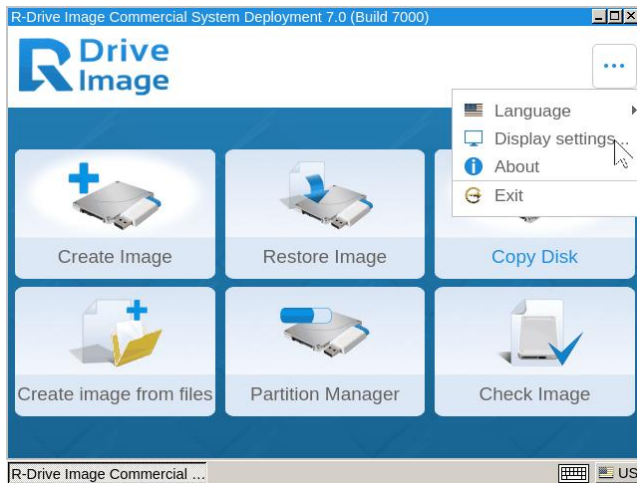 R-Drive Image Commercial System Deployment 7.0 (Build 7000)
R Drive
Image
Language
Display settings...
About
Exit
Create Image
Restore Image
Copy Disk
Create image from files
Partition Manager
Check Image
R-Drive Image Commercial ...
US